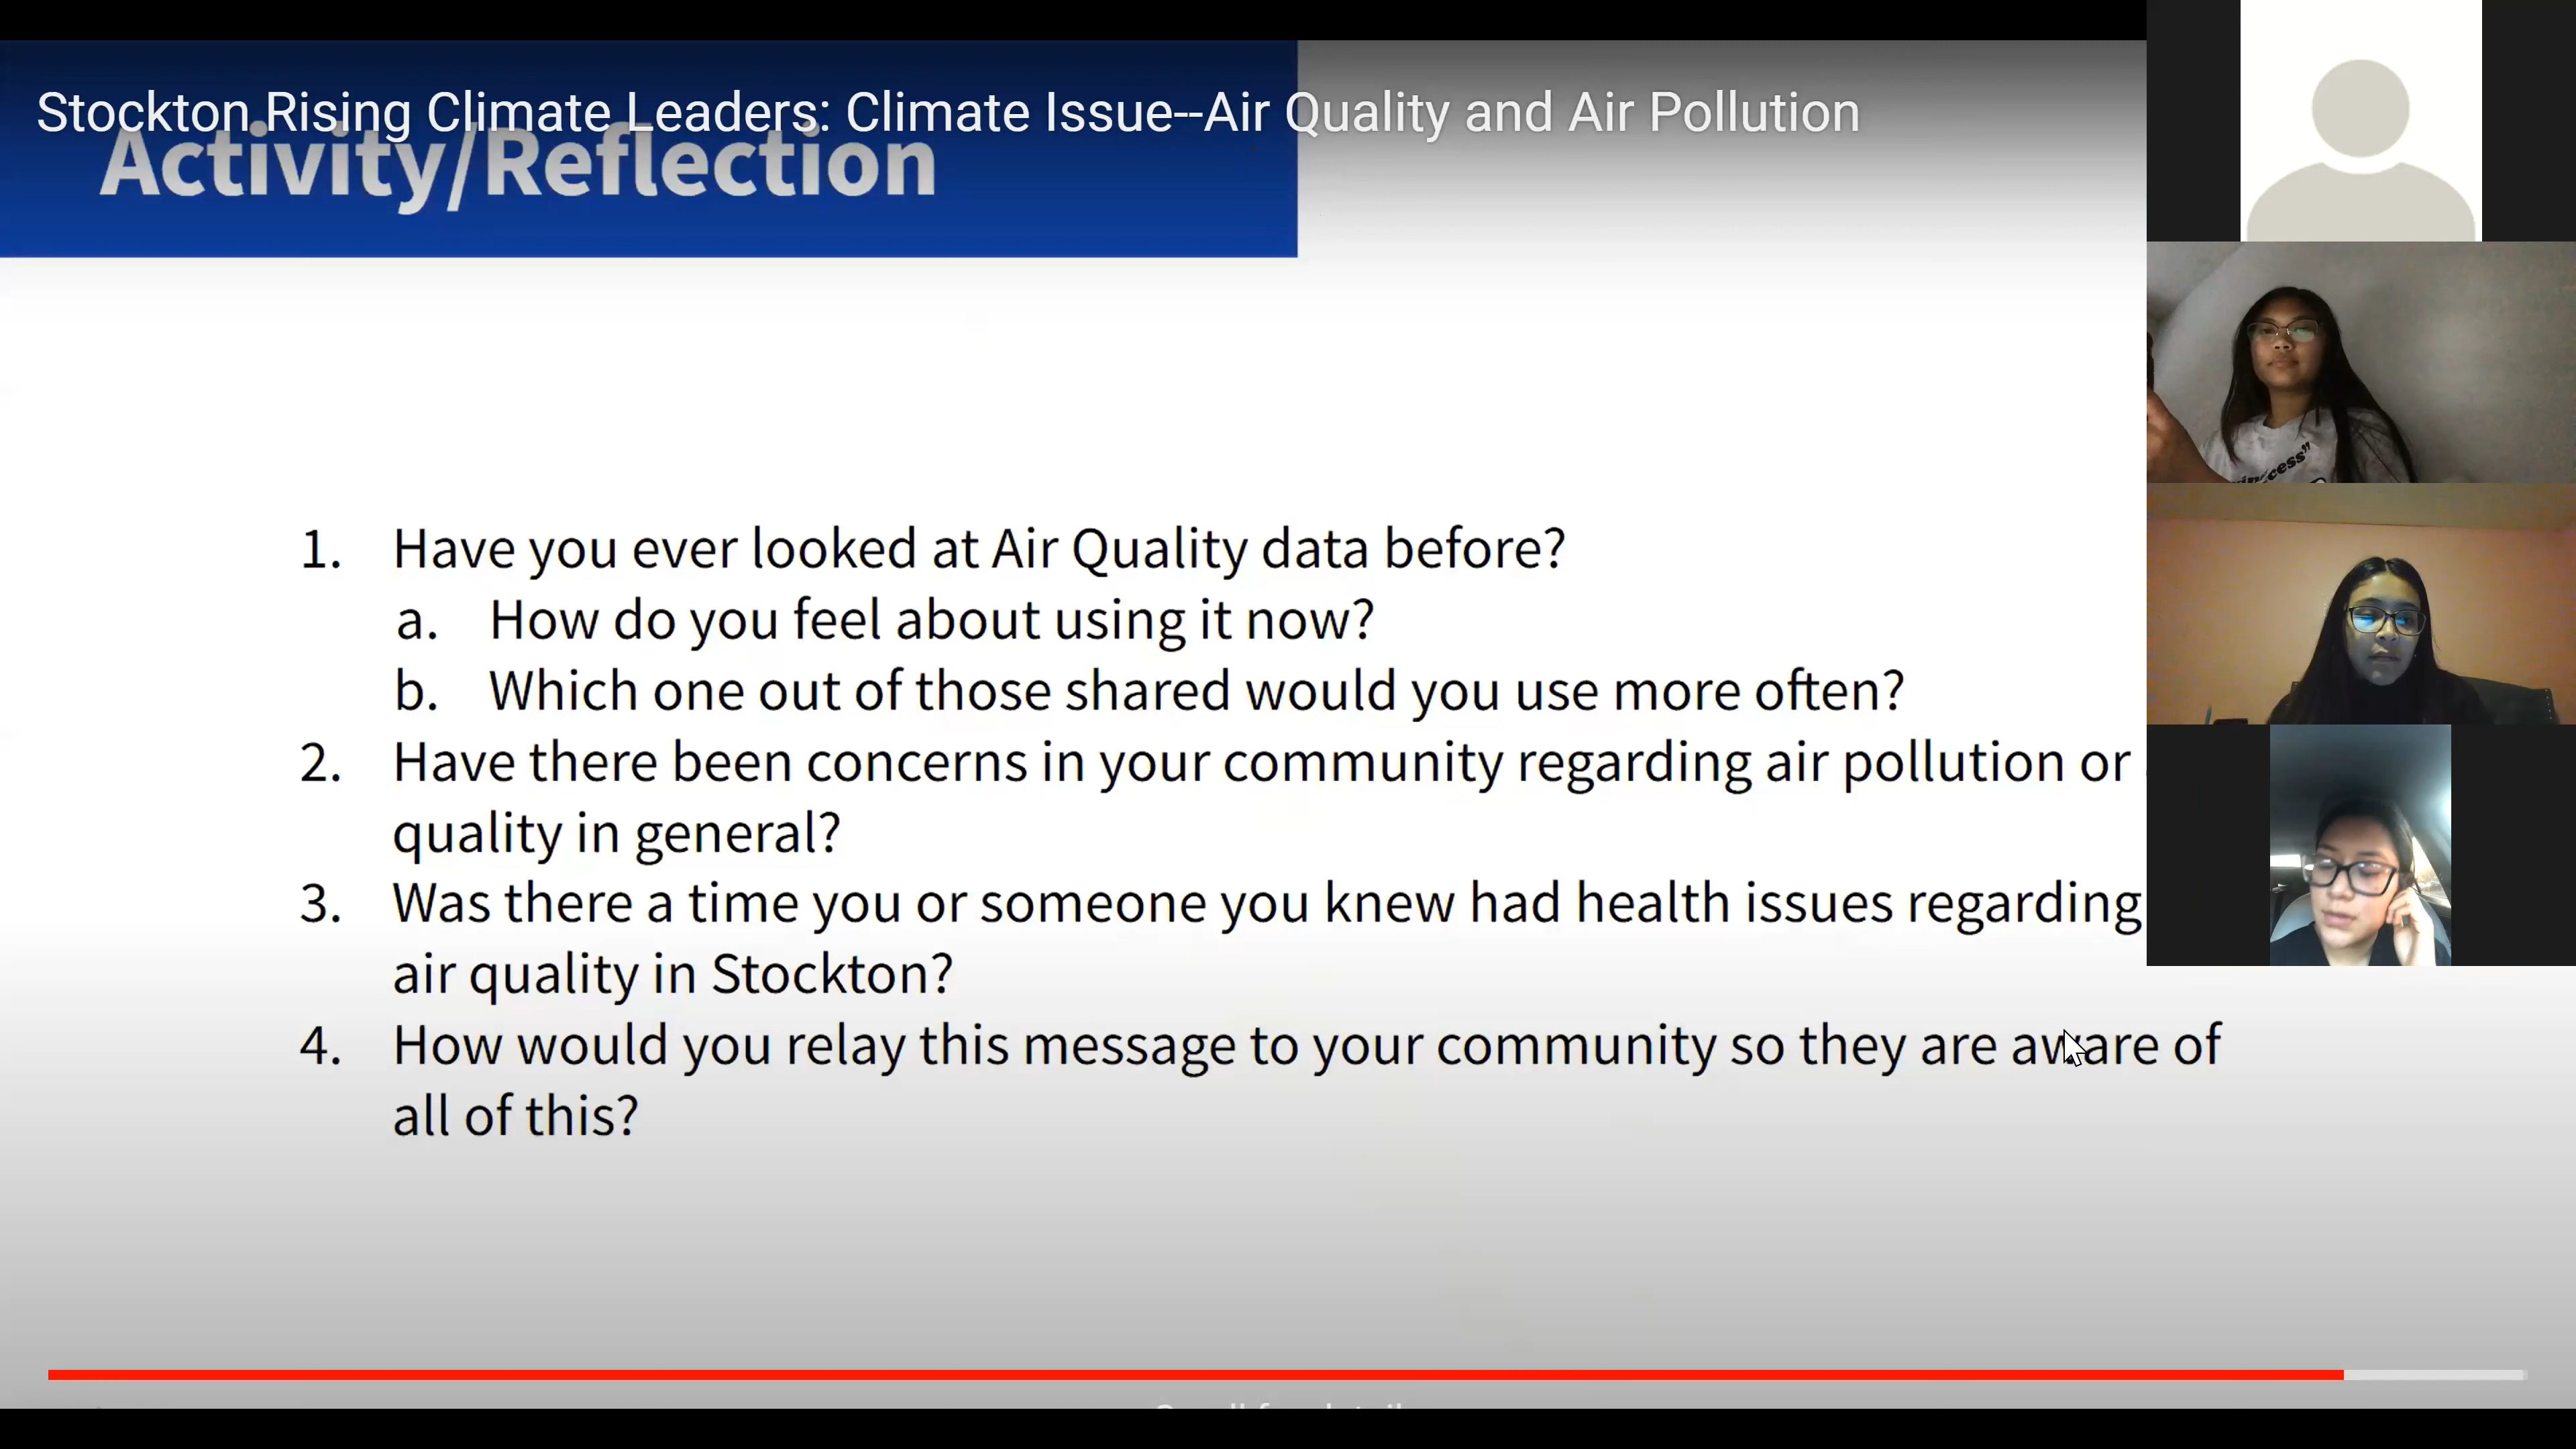 Stockton Rising Climate Leaders: Climate Issue--Air Quality and Air Pollution
Activity/Reflection
1. Have you ever looked at Air Quality data before?
a. How do you feel about using it now?
b. Which one out of those shared would you use more often?
2. Have there been concerns in your community regarding air pollution or
quality in general?
3. Was there a time you or someone you knew had health issues regarding
air quality in Stockton?
4. How would you relay this message to your community so they are aware of
all of this?